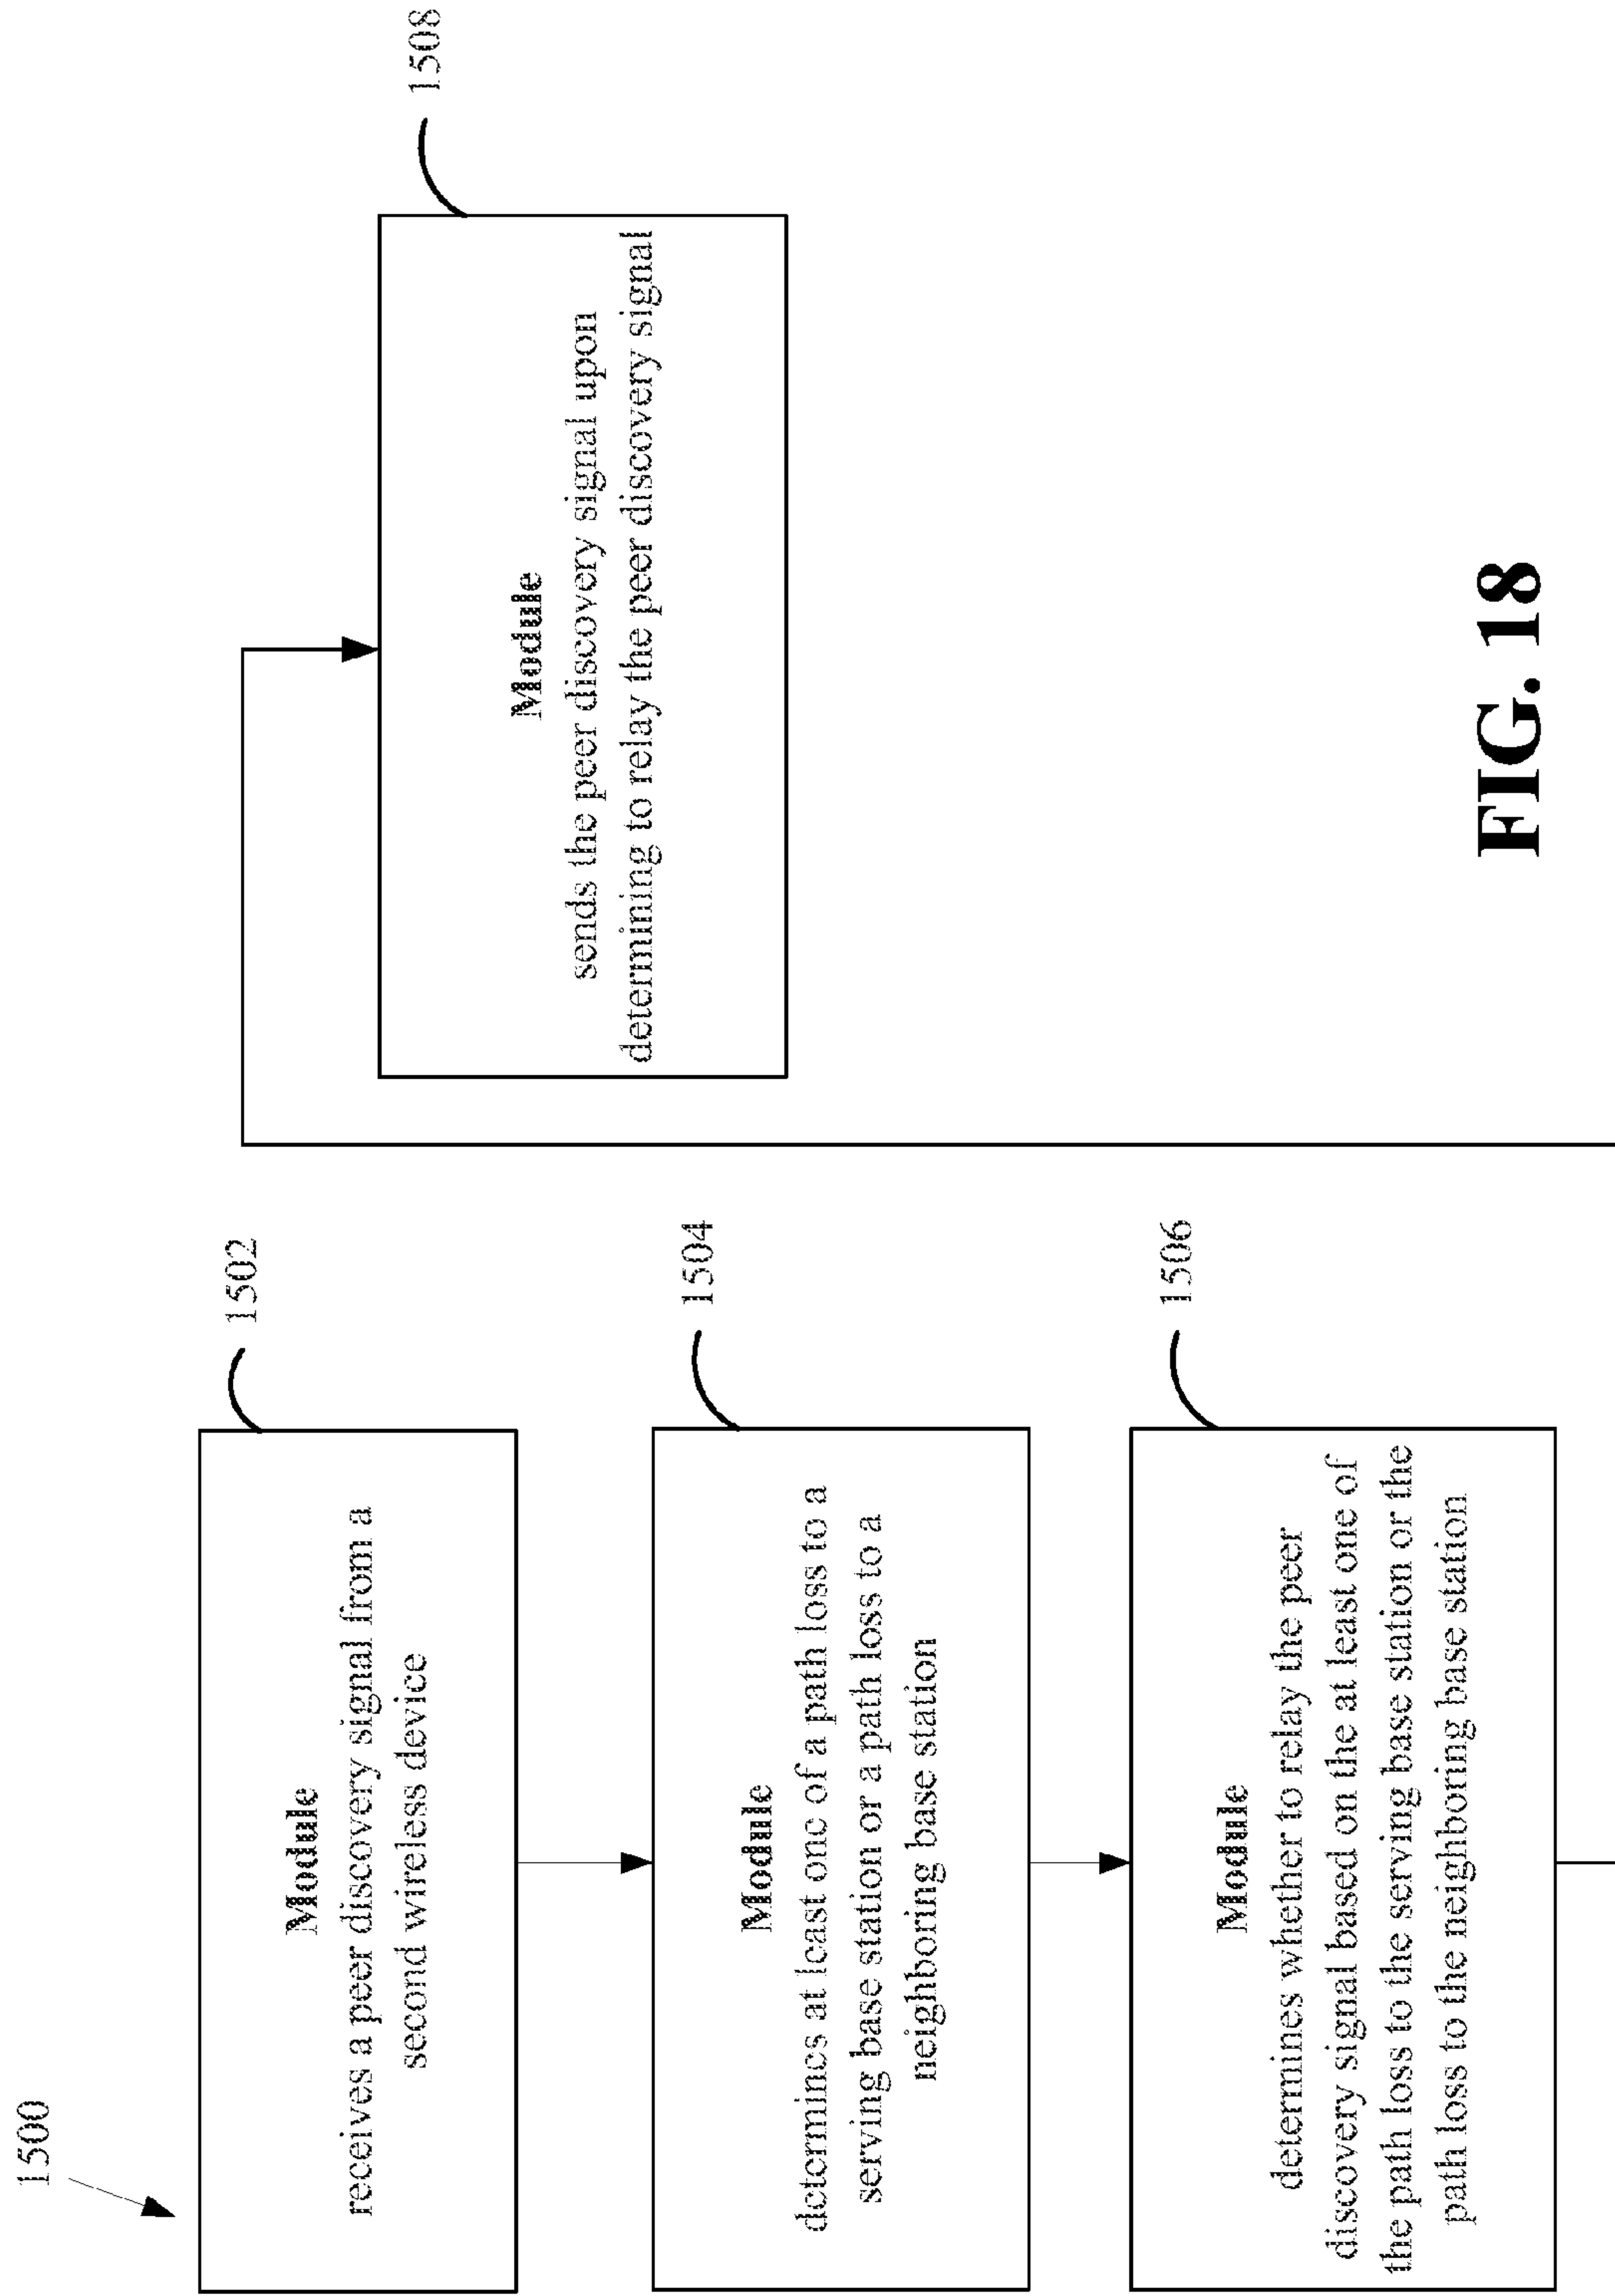 1500
1502
Module
receives a peer discovery signal from a
second wireless device
1504
Module
determines at least one of a path loss to a
serving base station or a path loss to a
neighboring base station
1506
Module
determines whether to relay the peer
discovery signal based on the at least one of
the path loss to the serving base station or the
path loss to the neighboring base station
1508
Module
sends the peer discovery signal upon
determining to relay the peer discovery signal
FIG. 18